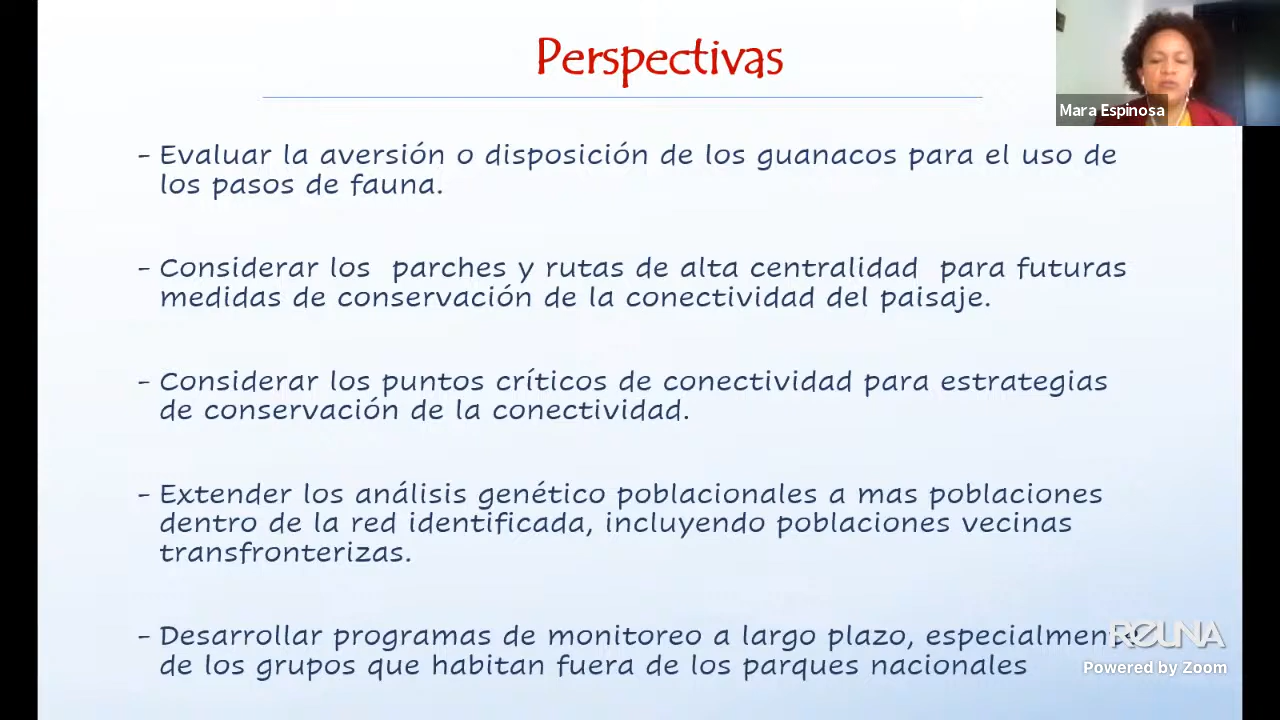 Perspectivas
Mara Espinosa
- Evaluar la aversión o disposición de los guanacos para el uso de
los pasos de fauna.
- Considerar los parches y rutas de alta centralidad para futuras
medidas de conservación de la conectividad del paisaje.
- Considerar los puntos críticos de conectividad para estrategias
de conservación de la conectividad.
- Extender los análisis genético poblacionales a mas poblaciones
dentro de la red identificada, incluyendo poblaciones vecinas
transfronterizas.
- Desarrollar programas de monitoreo a largo plazo, especialmente
de los grupos que habitan fuera de los parques nacionales
REUNA
Powered by Zoom